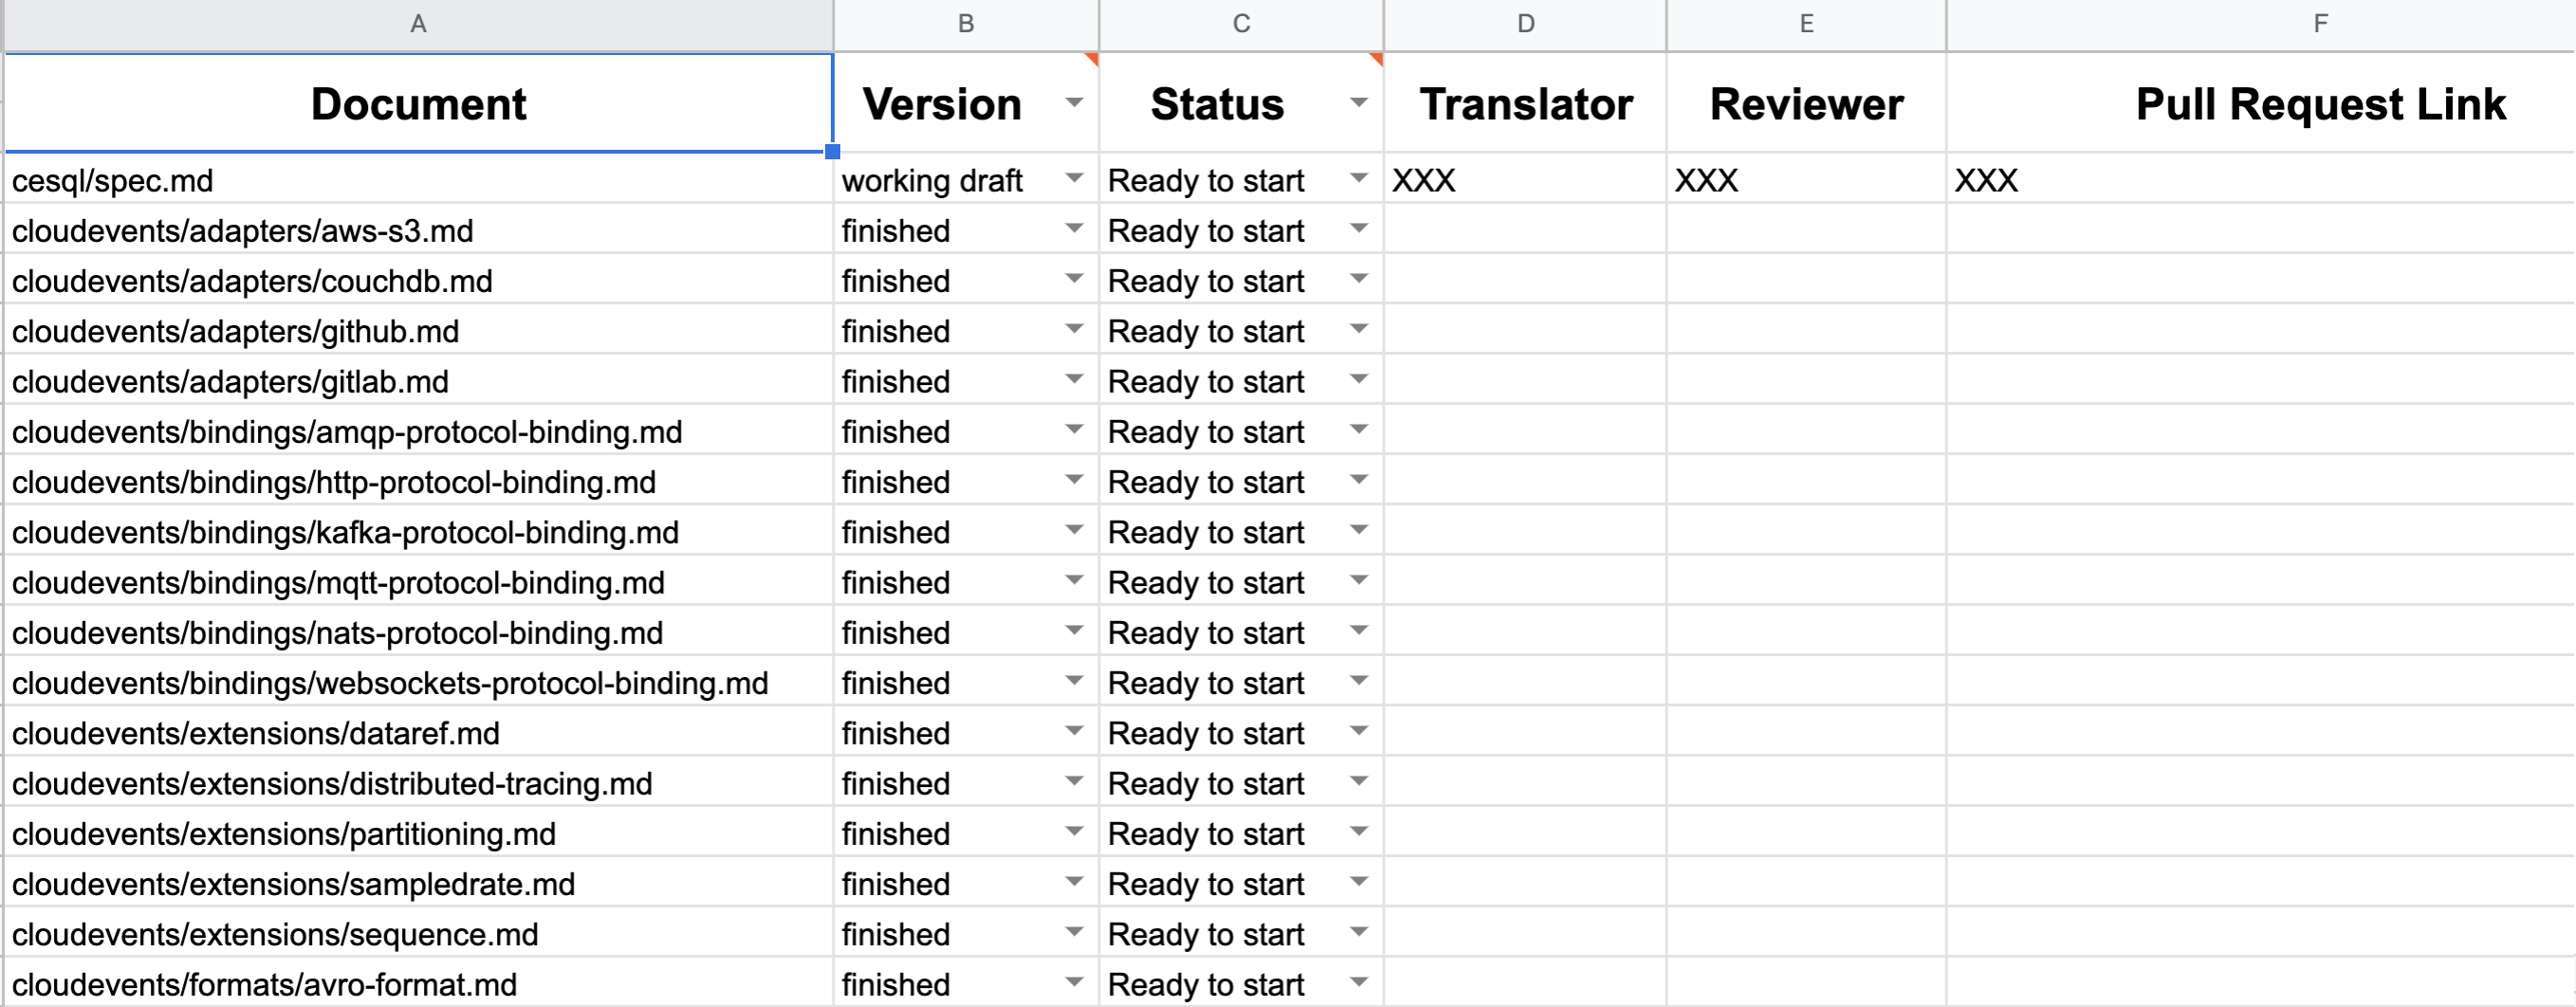 A B C D E F
Document Version Status Translator Reviewer Pull Request Link
cesql/spec.md working draft Ready to start XXX XXX XXX
cloudevents/adapters/aws-s3.md finished Ready to start
cloudevents/adapters/couchdb.md finished Ready to start
cloudevents/adapters/github.md finished Ready to start
cloudevents/adapters/gitlab.md finished Ready to start
cloudevents/bindings/amqp-protocol-binding.md finished Ready to start
cloudevents/bindings/http-protocol-binding.md finished Ready to start
cloudevents/bindings/kafka-protocol-binding.md finished Ready to start
cloudevents/bindings/mqtt-protocol-binding.md finished Ready to start
cloudevents/bindings/nats-protocol-binding.md finished Ready to start
cloudevents/bindings/websockets-protocol-binding.md finished Ready to start
cloudevents/extensions/dataref.md finished Ready to start
cloudevents/extensions/distributed-tracing.md finished Ready to start
cloudevents/extensions/partitioning.md finished Ready to start
cloudevents/extensions/sampledrate.md finished Ready to start
cloudevents/extensions/sequence.md finished Ready to start
cloudevents/formats/avro-format.md finished Ready to start